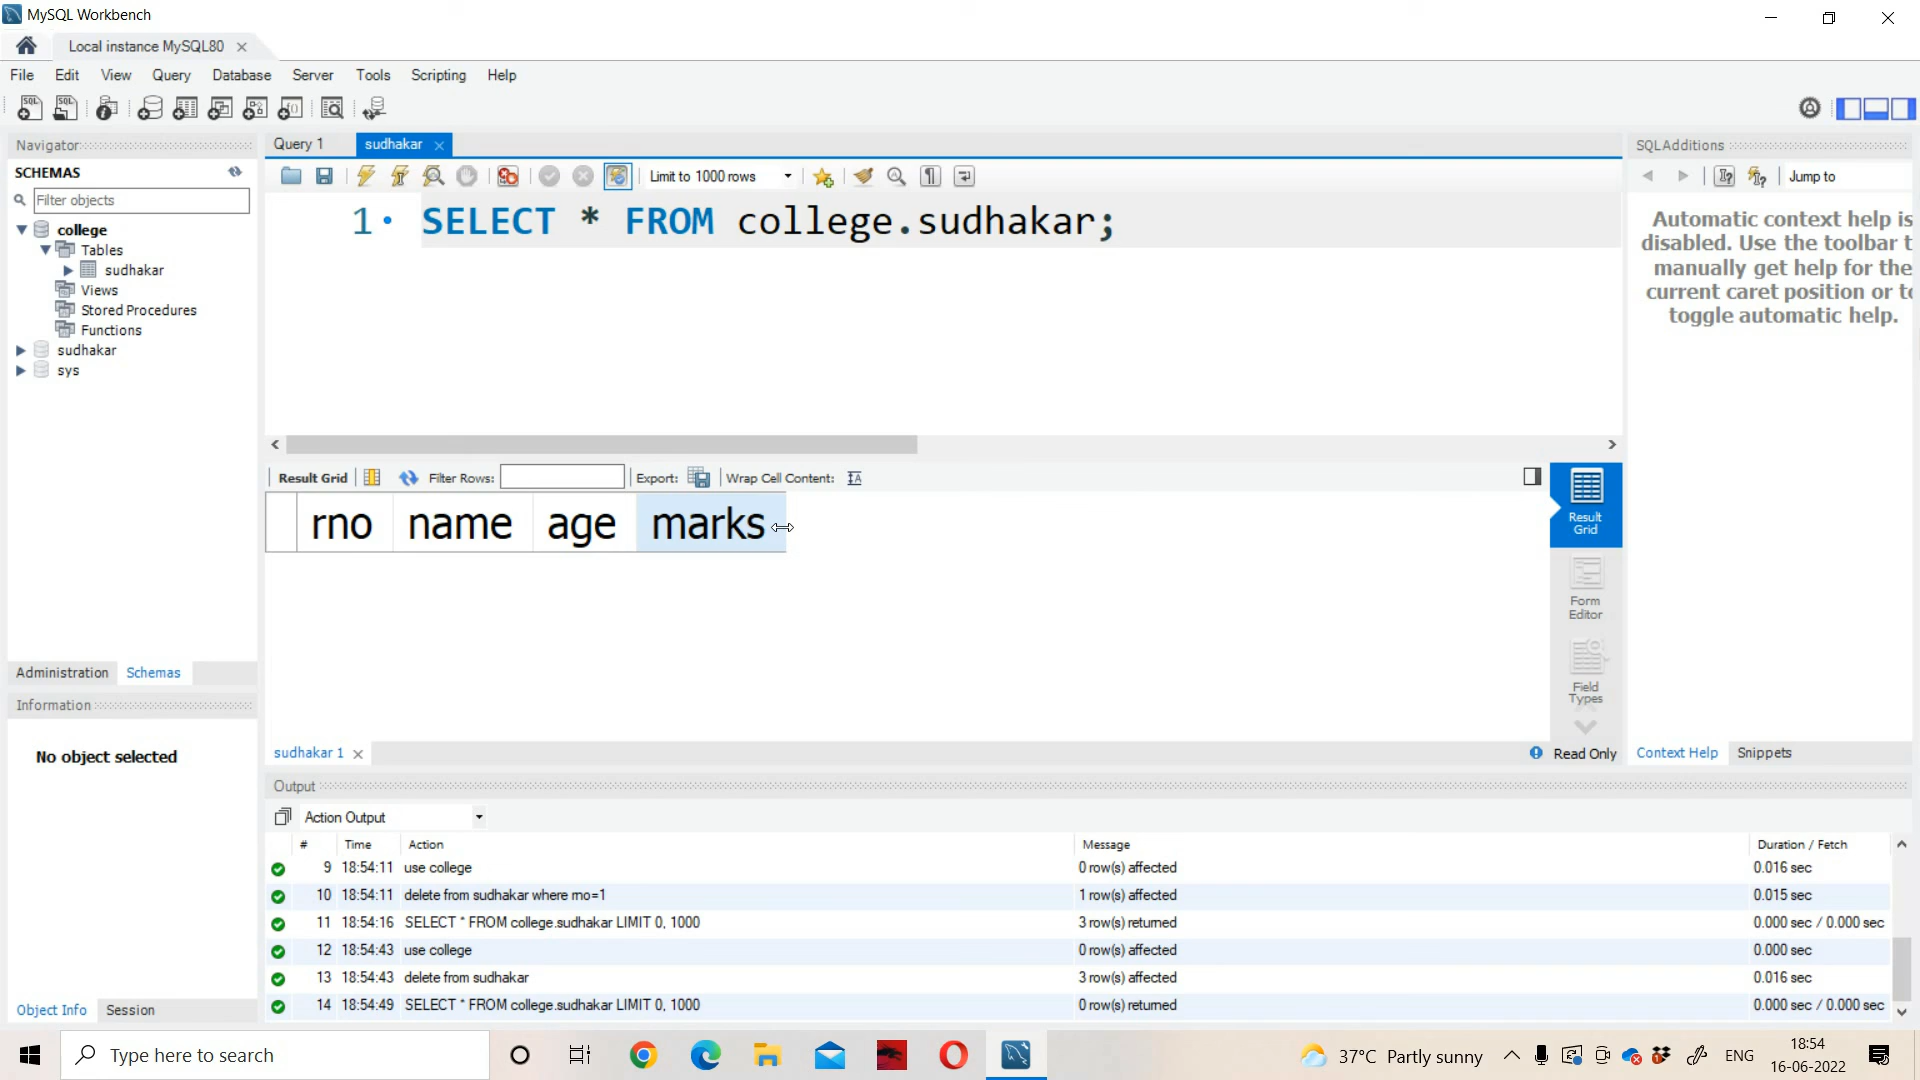 MySQL Workbench
Local instance MySQL80
File Edit View Query Database Server Tools Scripting Help
Navigator
SCHEMAS
Filter objects
college
Tables
sudhakar
Views
Stored Procedures
Functions
sudhakar
sys
Administration Schemas
Information
No object selected
Object Info Session
Query 1 sudhakar
Limit to 1000 rows
1 SELECT * FROM college.sudhakar;
Result Grid Filter Rows: Export: Wrap Cell Content:
rno name age marks
Result
Grid
Form
Editor
Field
Types
sudhakar 1
Read Only
SQLAdditions
Jump to
Automatic context help is
disabled. Use the toolbar t
manually get help for the
current caret position or to
toggle automatic help.
Context Help Snippets
Output
Action Output
# Time Action Message Duration / Fetch
9 18:54:11 use college 0 row(s) affected 0.016 sec
10 18:54:11 delete from sudhakar where rno=1 1 row(s) affected 0.015 sec
11 18:54:16 SELECT * FROM college.sudhakar LIMIT 0, 1000 3 row(s) returned 0.000 sec / 0.000 sec
12 18:54:43 use college 0 row(s) affected 0.000 sec
13 18:54:43 delete from sudhakar 3 row(s) affected 0.016 sec
14 18:54:49 SELECT * FROM college.sudhakar LIMIT 0, 1000 0 row(s) returned 0.000 sec / 0.000 sec
Type here to search
37°C Partly sunny
ENG
18:54
16-06-2022